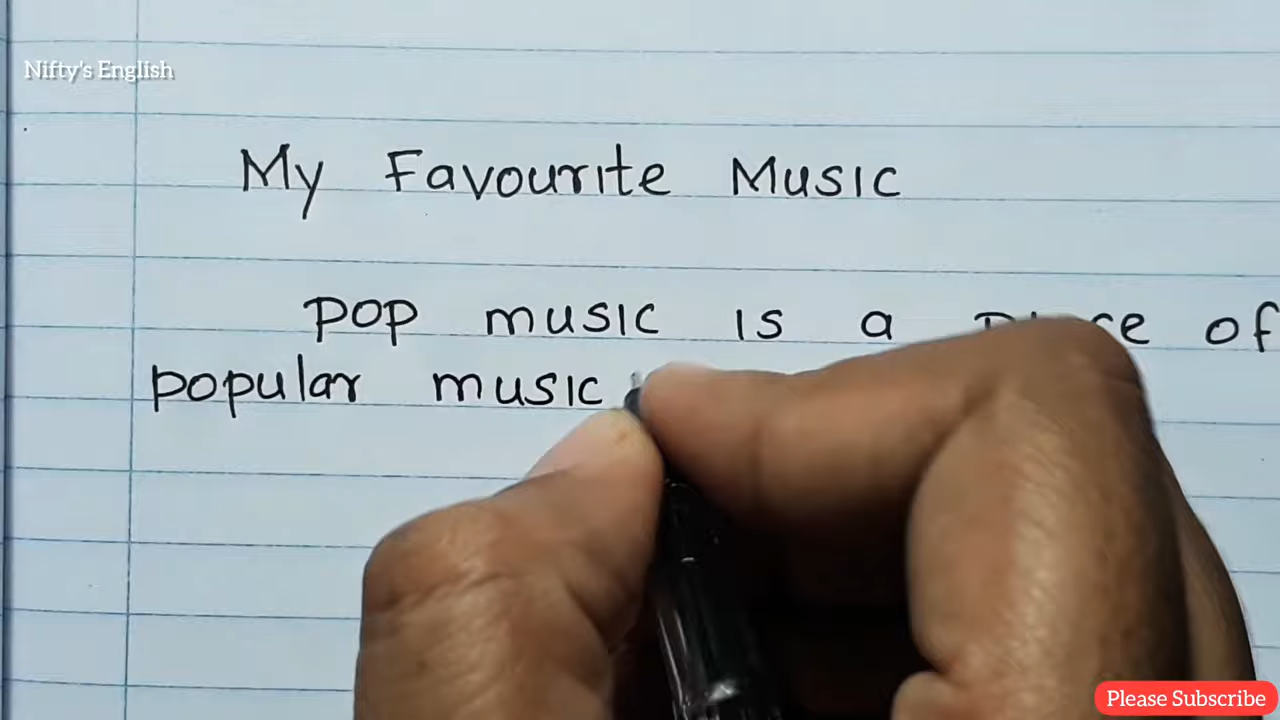 Nifty's English
My Favourite Music
Pop music is a of
popular music
Please Subscribe